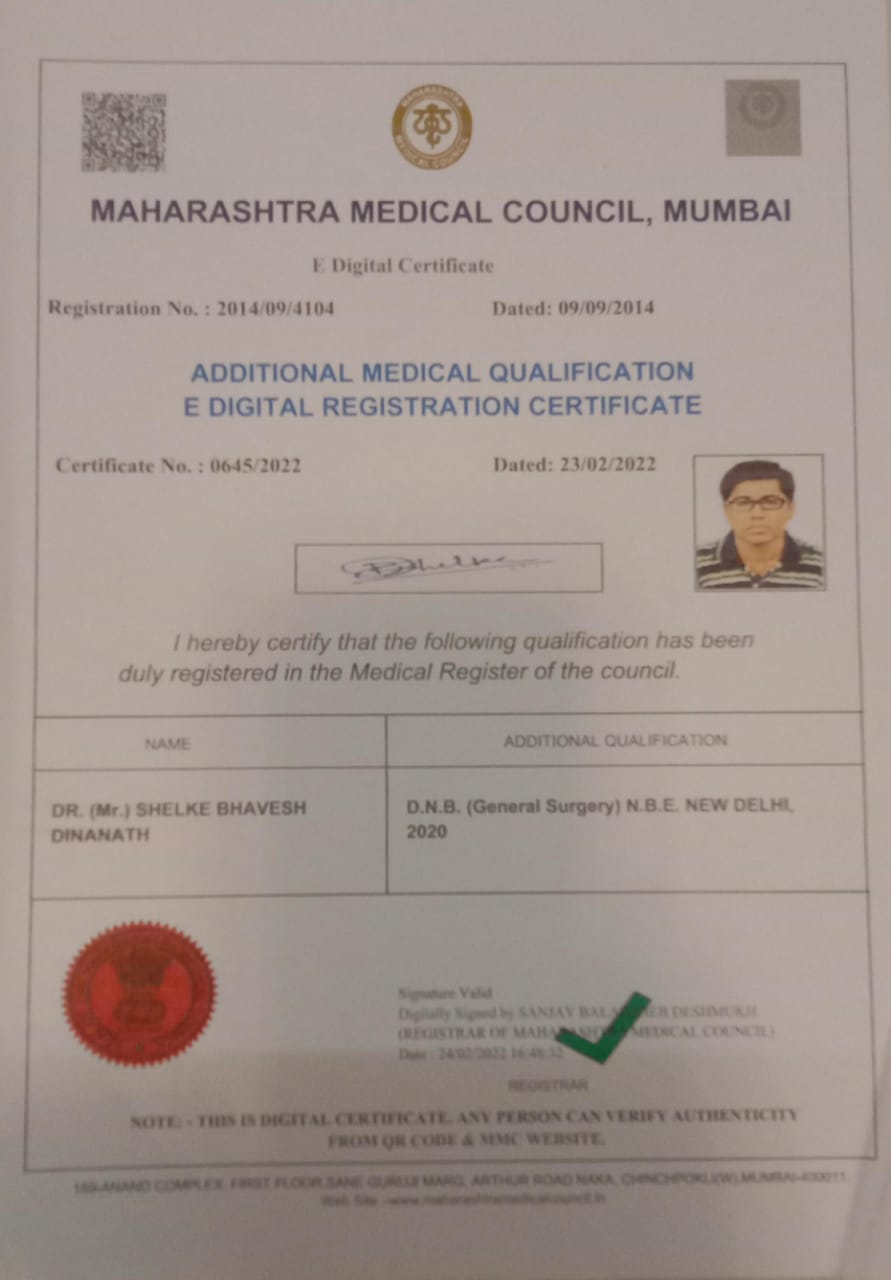 MAHARASHTRA
MEDICAL COUNCIL
MAHARASHTRA MEDICAL COUNCIL, MUMBAI
E Digital Certificate
Registration No. : 2014/09/4104 Dated: 09/09/2014
ADDITIONAL MEDICAL QUALIFICATION
E DIGITAL REGISTRATION CERTIFICATE
Certificate No. : 0645/2022 Dated: 23/02/2022
BShelke
I hereby certify that the following qualification has been
duly registered in the Medical Register of the council.
NAME ADDITIONAL QUALIFICATION
DR. (Mr.) SHELKE BHAVESH
DINANATH
D.N.B. (General Surgery) N.B.E. NEW DELHI,
2020
Signature Valid
Digitally Signed by SANJAY DESHMUKH
(REGISTRAR OF MEDICAL COUNCIL)
Date : 24/02/2022 16:48:32
REGISTRAR
NOTE: - THIS IS DIGITAL CERTIFICATE. ANY PERSON CAN VERIFY AUTHENTICITY
FROM QR CODE & MMC WEBSITE.
189-ANAND COMPLEX, FIRST FLOOR,SANE GURUJI MARG, ARTHUR ROAD NAKA, CHINCHPOKLI(W),MUMBAI-400011.
Web Site :-www.maharashtramedicalcouncil.in